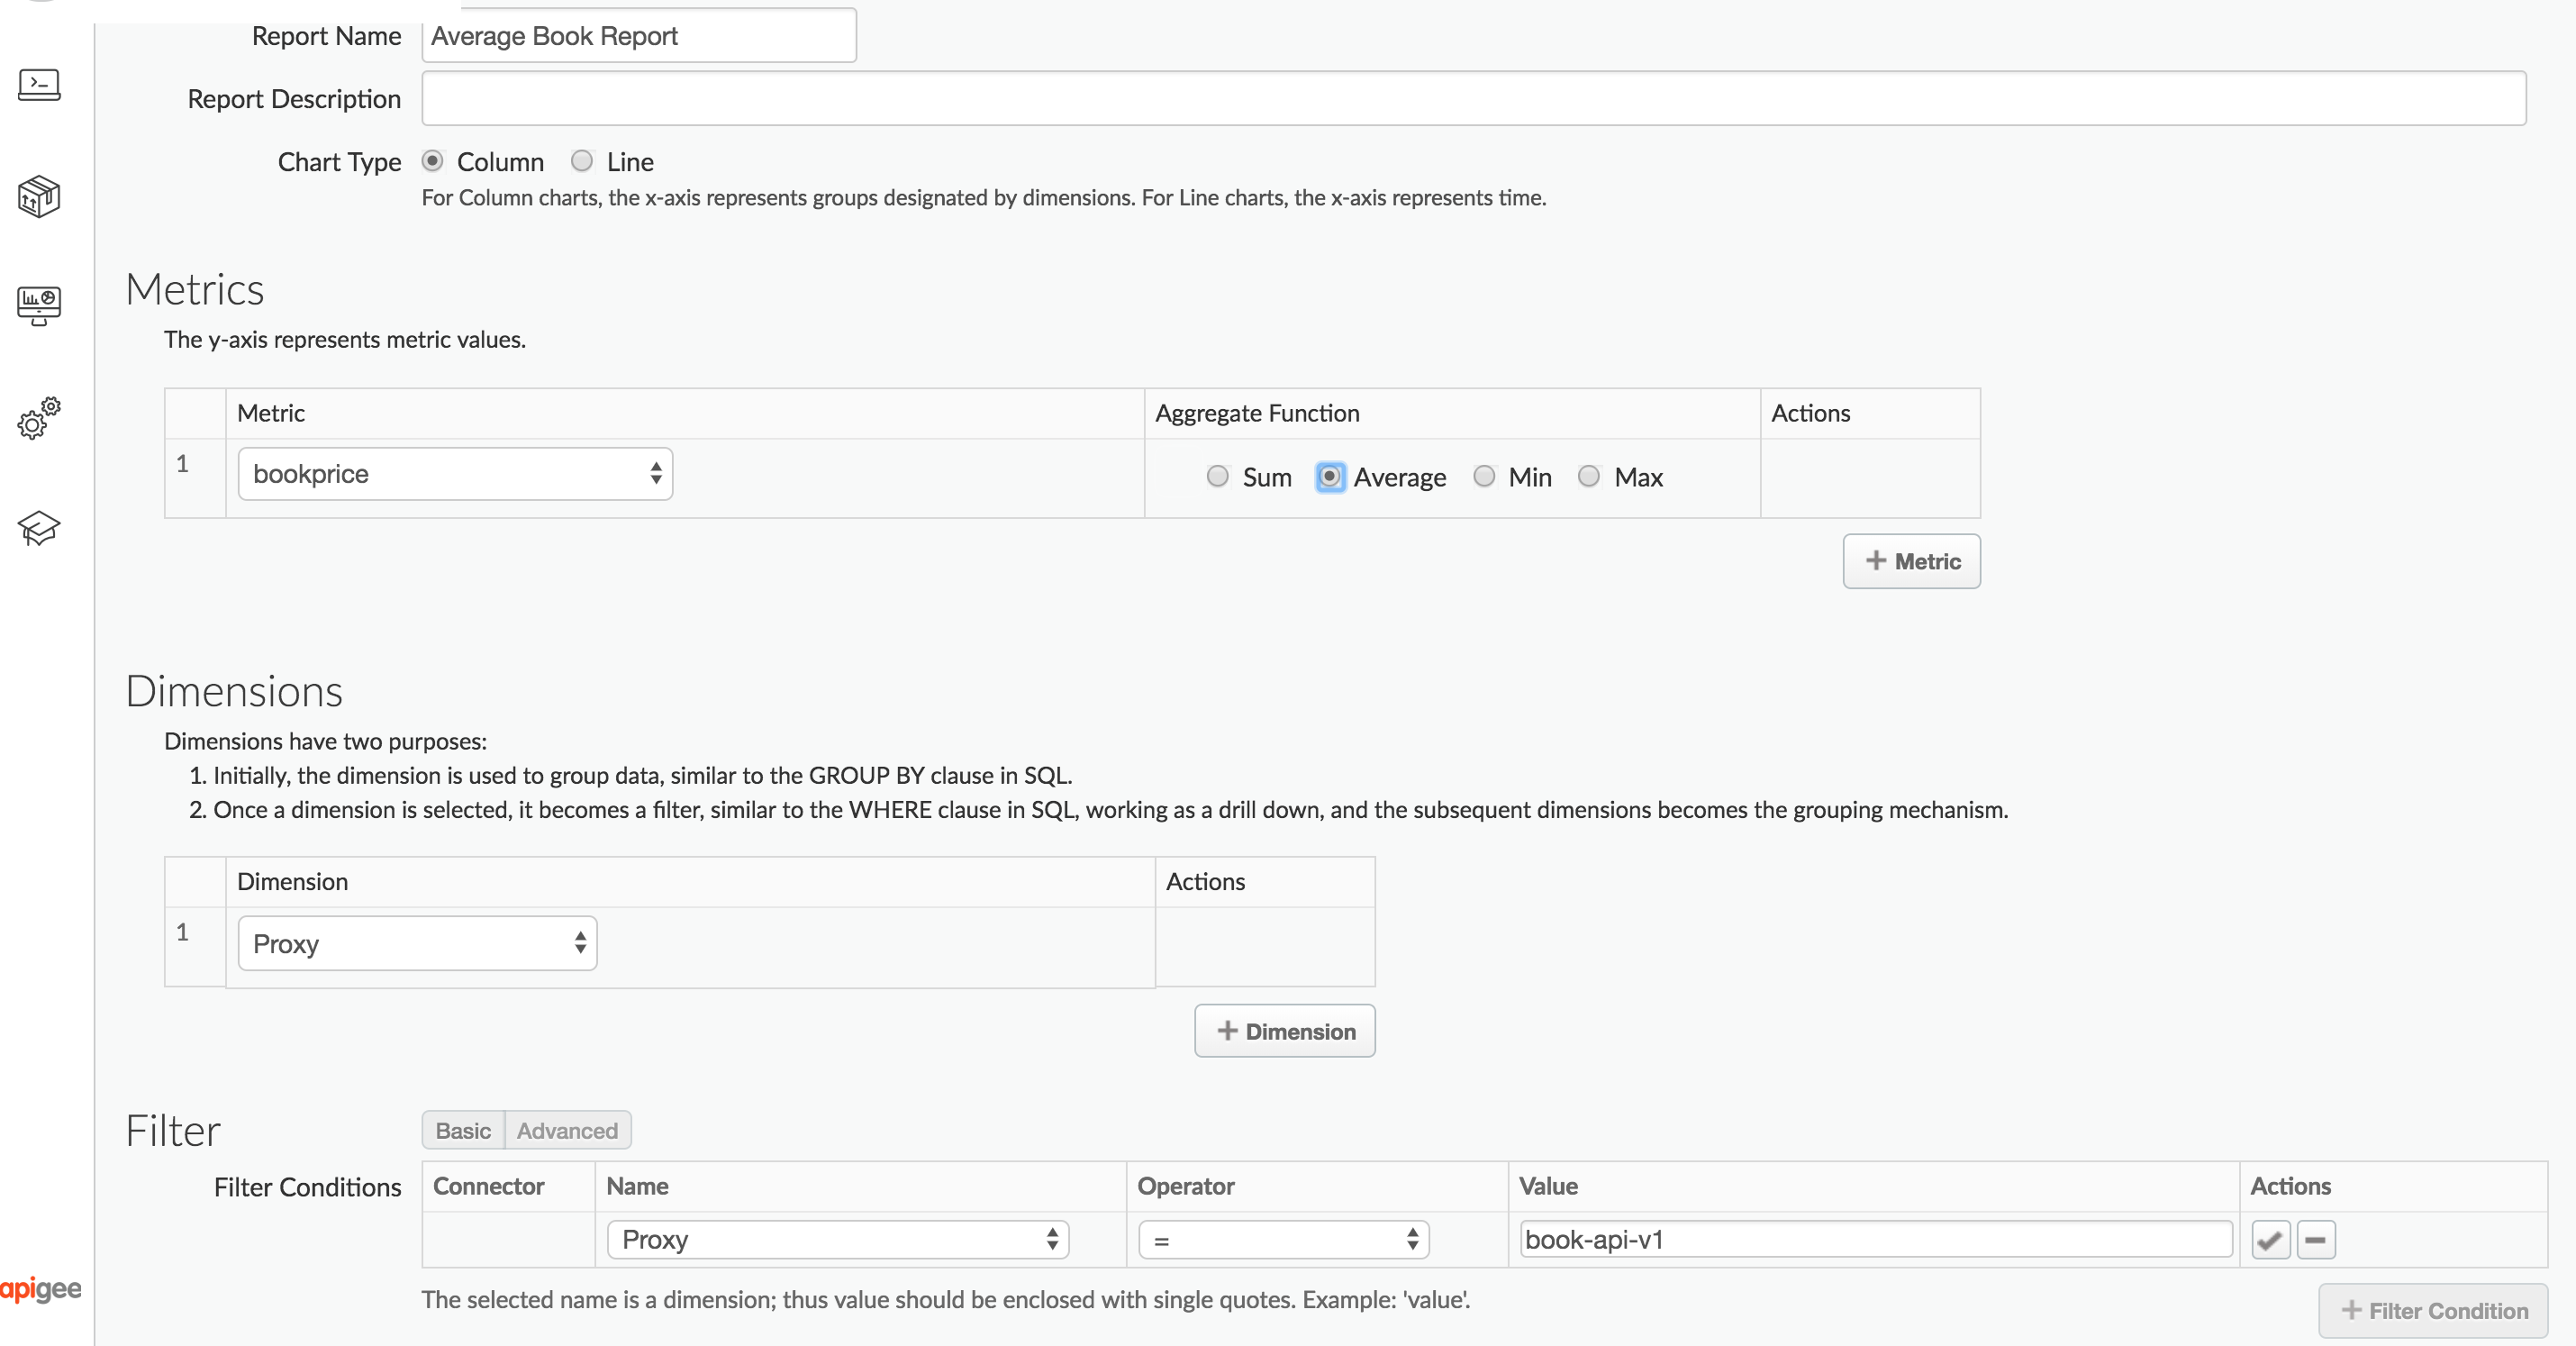 Report Name Average Book Report
Report Description
Chart Type Column Line
For Column charts, the x-axis represents groups designated by dimensions. For Line charts, the x-axis represents time.
Metrics
The y-axis represents metric values.
Metric Aggregate Function Actions
1 bookprice Sum Average Min Max
+ Metric
Dimensions
Dimensions have two purposes:
1. Initially, the dimension is used to group data, similar to the GROUP BY clause in SQL.
2. Once a dimension is selected, it becomes a filter, similar to the WHERE clause in SQL, working as a drill down, and the subsequent dimensions becomes the grouping mechanism.
Dimension Actions
1 Proxy
+ Dimension
Filter Basic Advanced
Filter Conditions Connector Name Operator Value Actions
Proxy = book-api-v1
apigee
The selected name is a dimension; thus value should be enclosed with single quotes. Example: 'value'.
+ Filter Condition